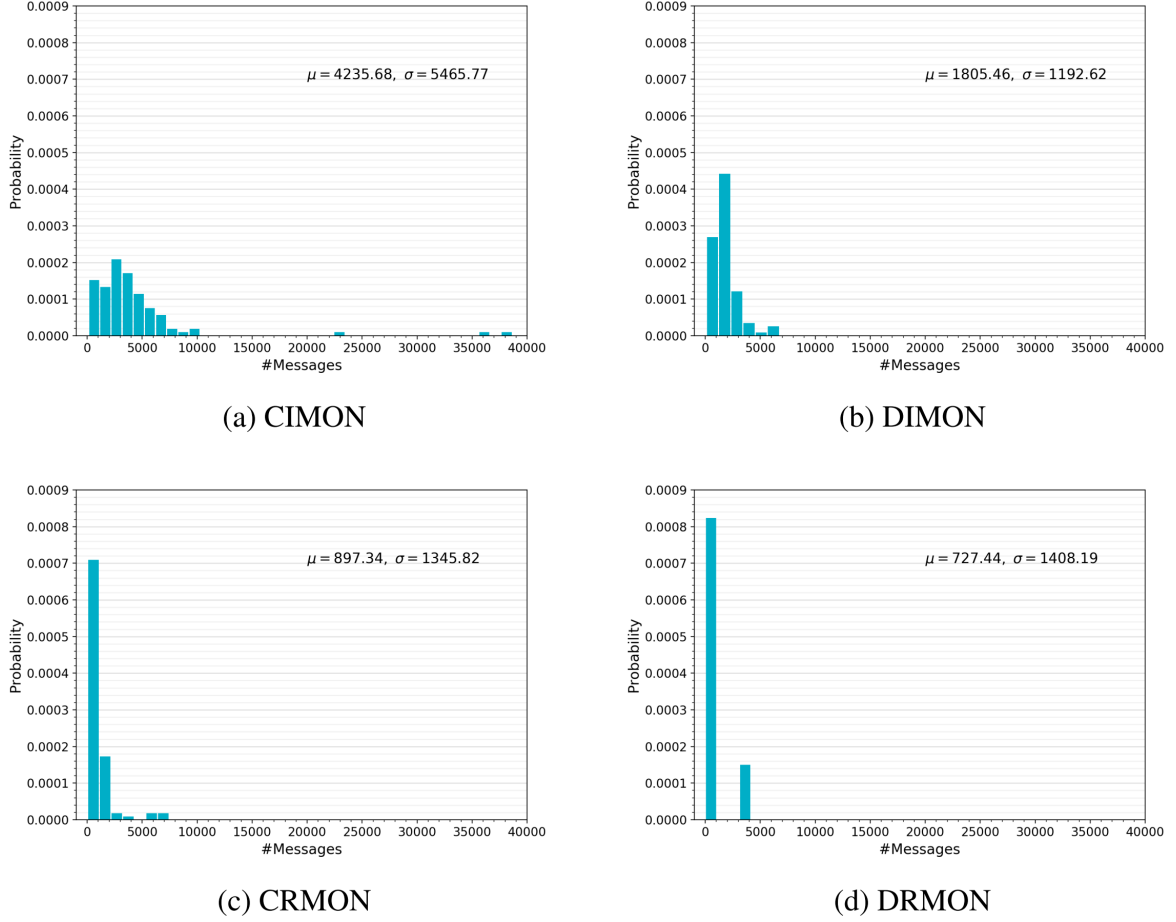 0.0009
0.0008
0.0007
0.0006
0.0005
0.0004
0.0003
0.0002
0.0001
0.0000
Probability
μ = 4235.68, σ = 5465.77
0 5000 10000 15000 20000 25000 30000 35000 40000
#Messages
(a) CIMON
0.0009
0.0008
0.0007
0.0006
0.0005
0.0004
0.0003
0.0002
0.0001
0.0000
Probability
μ = 1805.46, σ = 1192.62
0 5000 10000 15000 20000 25000 30000 35000 40000
#Messages
(b) DIMON
0.0009
0.0008
0.0007
0.0006
0.0005
0.0004
0.0003
0.0002
0.0001
0.0000
Probability
μ = 897.34, σ = 1345.82
0 5000 10000 15000 20000 25000 30000 35000 40000
#Messages
(c) CRMON
0.0009
0.0008
0.0007
0.0006
0.0005
0.0004
0.0003
0.0002
0.0001
0.0000
Probability
μ = 727.44, σ = 1408.19
0 5000 10000 15000 20000 25000 30000 35000 40000
#Messages
(d) DRMON